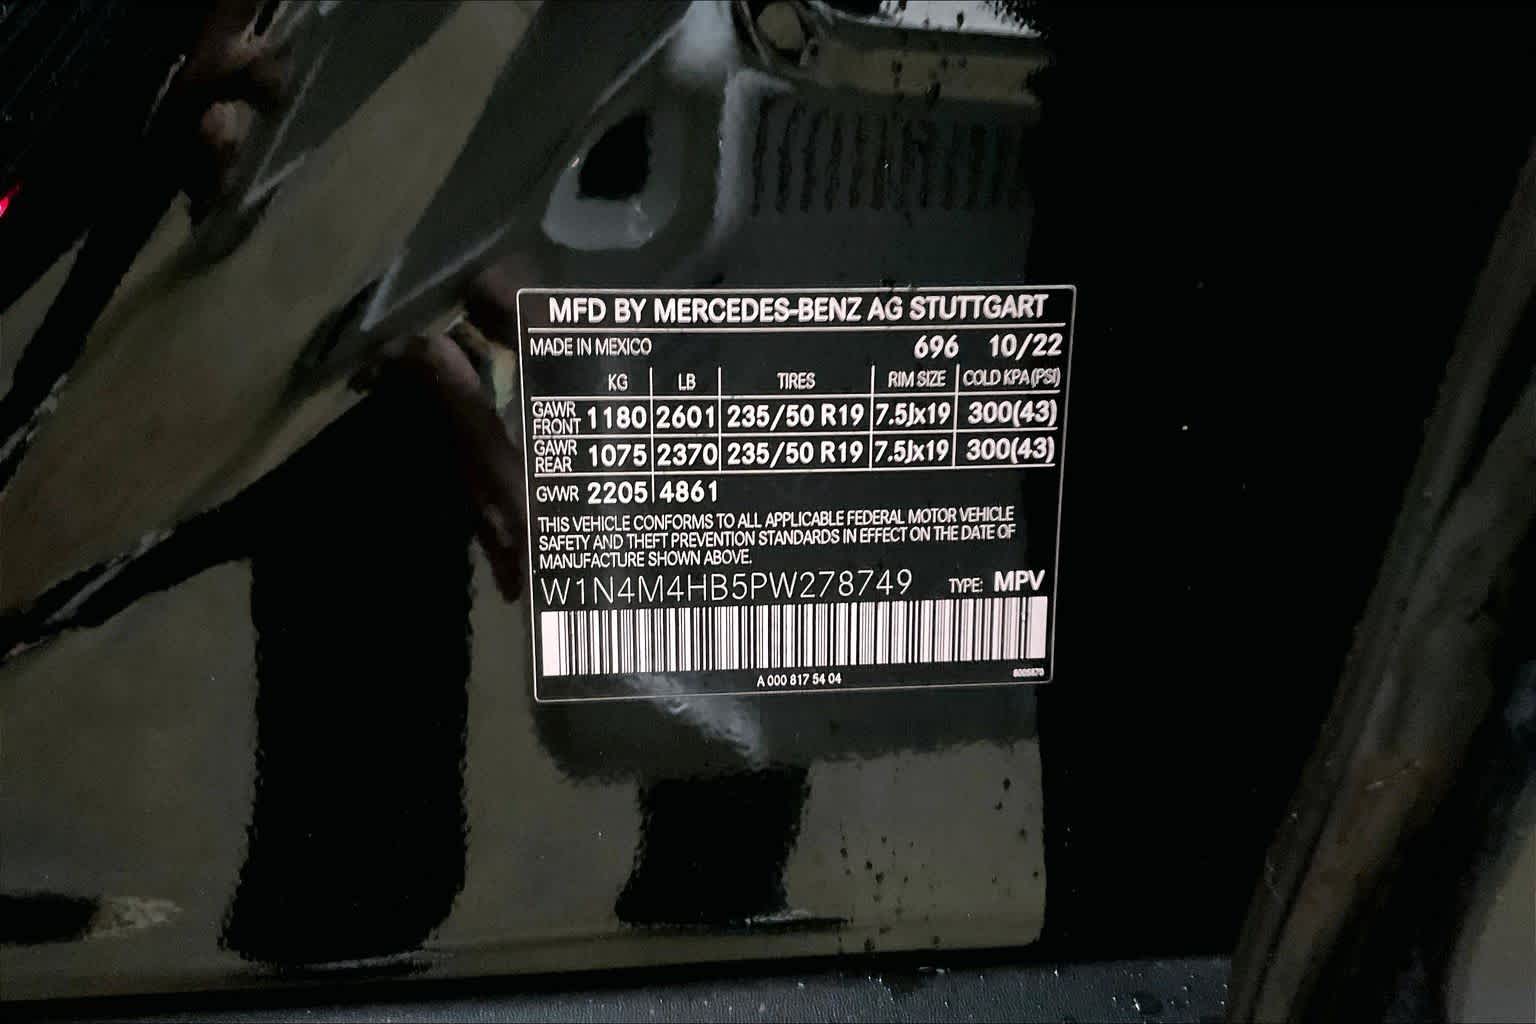 MFD BY MERCEDES-BENZ AG STUTTGART
MADE IN MEXICO 696 10/22
KG LB TIRES RIM SIZE COLD KPA(PSI)
GAWR FRONT 1180 2601 235/50 R19 7.5Jx19 300(43)
GAWR REAR 1075 2370 235/50 R19 7.5Jx19 300(43)
GVWR 2205 4861
THIS VEHICLE CONFORMS TO ALL APPLICABLE FEDERAL MOTOR VEHICLE
SAFETY AND THEFT PREVENTION STANDARDS IN EFFECT ON THE DATE OF
MANUFACTURE SHOWN ABOVE.
W1N4M4HB5PW278749 TYPE: MPV
A 000 817 54 04